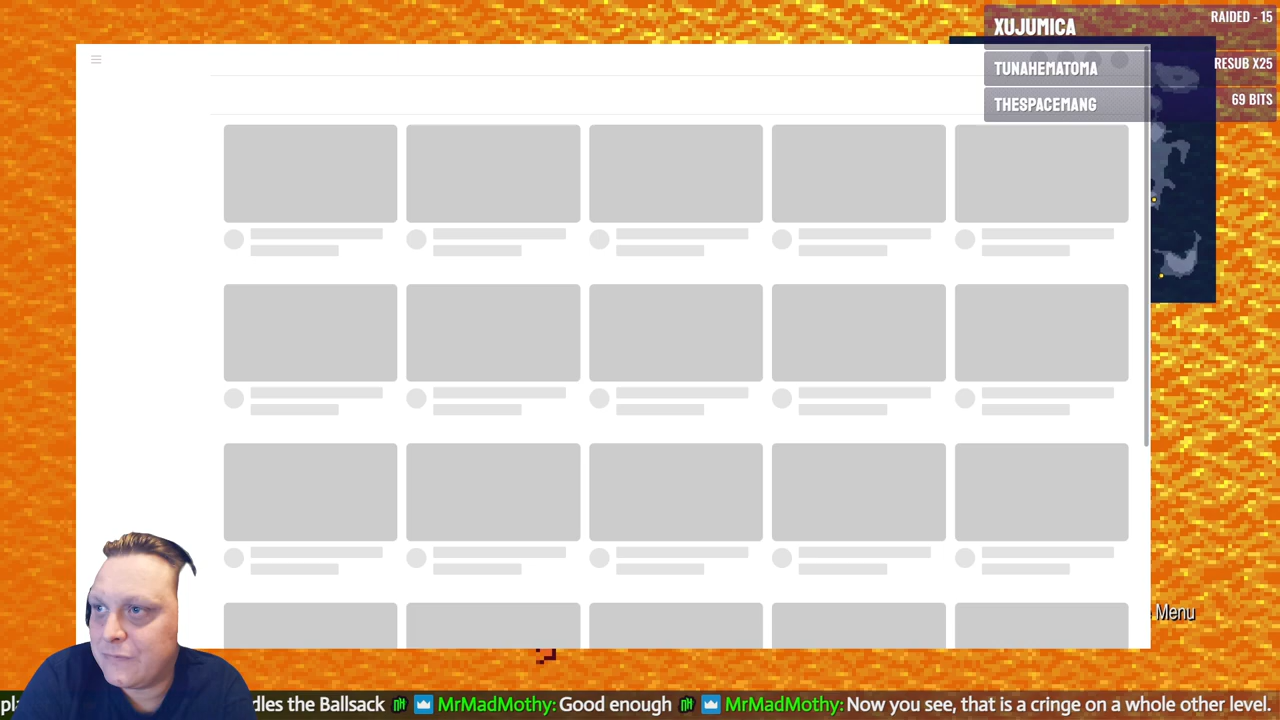 XUJUMICA
RAIDED - 15
TUNAHEMATOMA
RESUB X25
THESPACEMANG
69 BITS
Menu
dles the Ballsack MrMadMothy: Good enough MrMadMothy: Now you see, that is a cringe on a whole other level.